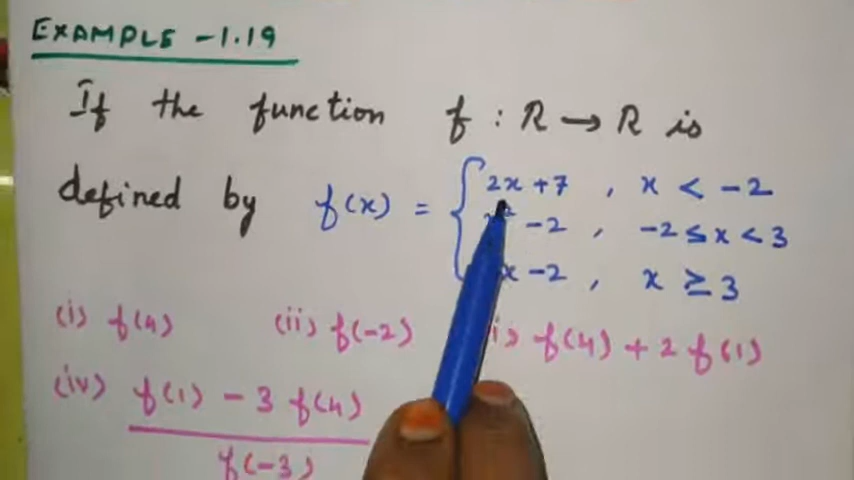 EXAMPLE -1.19
If the function f : R → R is
defined by f(x) = { 2x + 7 , x < -2
-2 , -2 ≤ x < 3
x - 2 , x ≥ 3
(i) f(4) (ii) f(-2) f(4) + 2 f(1)
(iv) f(1) - 3 f(4)
f(-3)